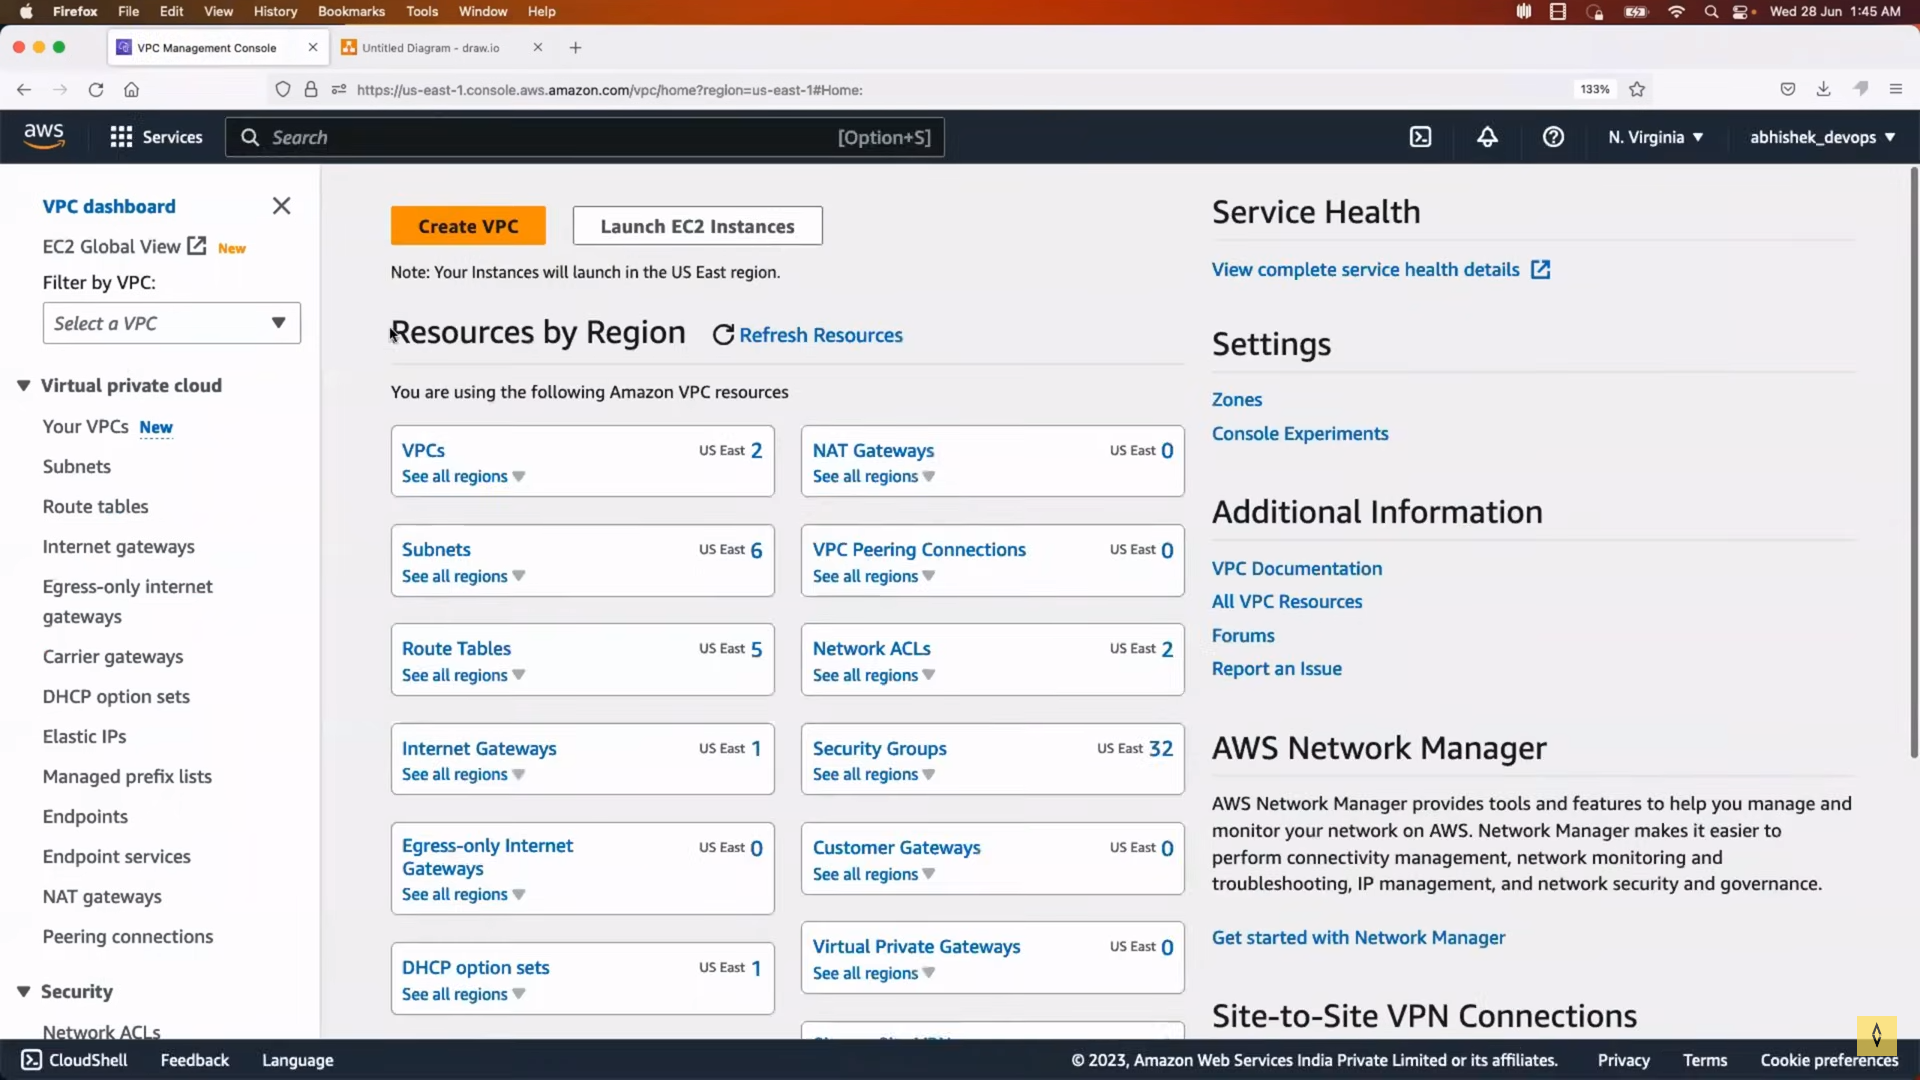 Firefox File Edit View History Bookmarks Tools Window Help Wed 28 Jun 1:45 AM
VPC Management Console Untitled Diagram - draw.io
https://us-east-1.console.aws.amazon.com/vpc/home?region=us-east-1#Home: 133%
aws Services Search [Option+S] N. Virginia abhishek_devops
VPC dashboard
EC2 Global View New
Filter by VPC:
Select a VPC
Virtual private cloud
Your VPCs New
Subnets
Route tables
Internet gateways
Egress-only internet
gateways
Carrier gateways
DHCP option sets
Elastic IPs
Managed prefix lists
Endpoints
Endpoint services
NAT gateways
Peering connections
Security
Network ACLs
Create VPC Launch EC2 Instances
Note: Your Instances will launch in the US East region.
Resources by Region Refresh Resources
You are using the following Amazon VPC resources
VPCs US East 2
See all regions
Subnets US East 6
See all regions
Route Tables US East 5
See all regions
Internet Gateways US East 1
See all regions
Egress-only Internet US East 0
Gateways
See all regions
DHCP option sets US East 1
See all regions
NAT Gateways US East 0
See all regions
VPC Peering Connections US East 0
See all regions
Network ACLs US East 2
See all regions
Security Groups US East 32
See all regions
Customer Gateways US East 0
See all regions
Virtual Private Gateways US East 0
See all regions
Service Health
View complete service health details
Settings
Zones
Console Experiments
Additional Information
VPC Documentation
All VPC Resources
Forums
Report an Issue
AWS Network Manager
AWS Network Manager provides tools and features to help you manage and
monitor your network on AWS. Network Manager makes it easier to
perform connectivity management, network monitoring and
troubleshooting, IP management, and network security and governance.
Get started with Network Manager
Site-to-Site VPN Connections
CloudShell Feedback Language © 2023, Amazon Web Services India Private Limited or its affiliates. Privacy Terms Cookie preferences